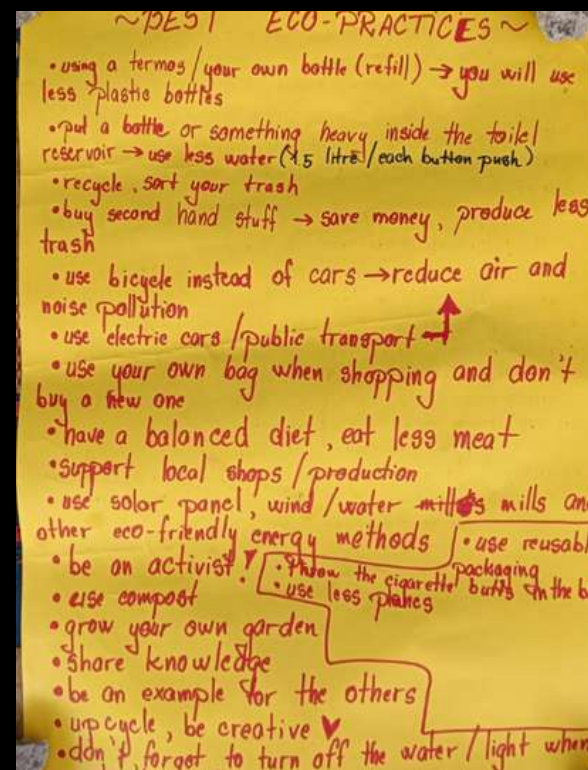 ~BEST ECO-PRACTICES~
• using a termos/your own bottle (refill) → you will use
less plastic bottles
• put a bottle or something heavy inside the toilet
reservoir → use less water (1,5 litre/each button push)
• recycle, sort your trash
• buy second hand stuff → save money, produce less
trash
• use bicycle instead of cars → reduce air and
noise pollution
• use electric cars/public transport
• use your own bag when shopping and don't
buy a new one
• have a balanced diet, eat less meat
• support local shops/production
• use solar panel, wind/water mills and
other eco-friendly energy methods
• use reusable
packaging
• be an activist!
• throw the cigarette butts in the b
• use less planes
• use compost
• grow your own garden
• share knowledge
• be an example for the others
• upcycle, be creative ♥
• don't forget to turn off the water/light when